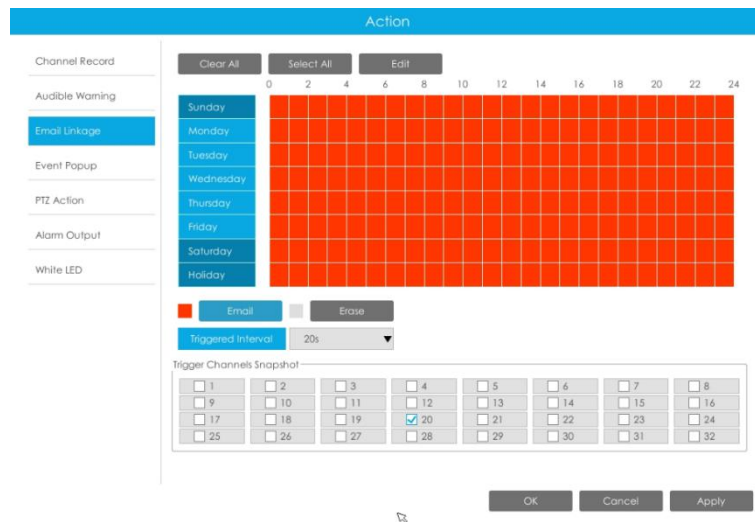 Action
Channel Record
Audible Warning
Email Linkage
Event Popup
PTZ Action
Alarm Output
White LED
Clear All Select All Edit
0 2 4 6 8 10 12 14 16 18 20 22 24
Sunday
Monday
Tuesday
Wednesday
Thursday
Friday
Saturday
Holiday
Email Erase
Triggered Interval 20s
Trigger Channels Snapshot
1 2 3 4 5 6 7 8
9 10 11 12 13 14 15 16
17 18 19 20 21 22 23 24
25 26 27 28 29 30 31 32
OK Cancel Apply